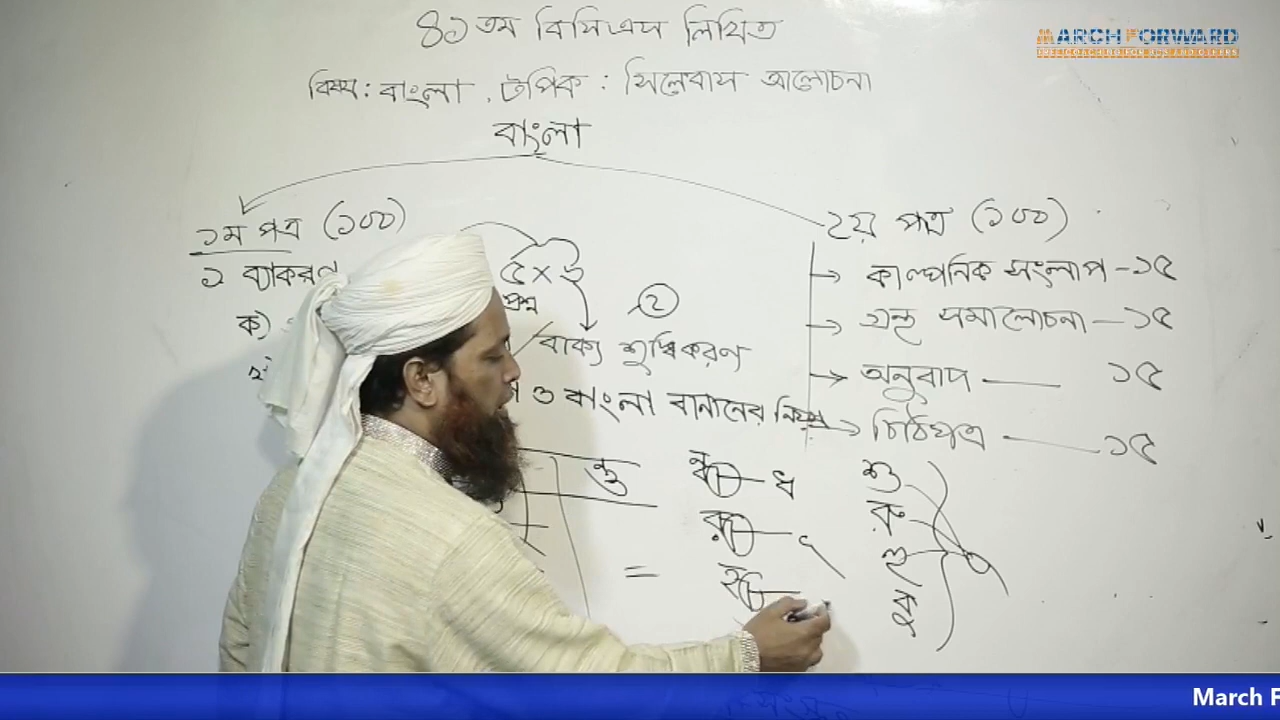 ৪১তম বিসিএস লিখিত
MARCH FORWARD
বিষয়: বাংলা, টপিক: সিলেবাস আলোচনা
বাংলা
১ম পত্র (১০০)
১ ব্যাকরণ
ক)
৫×২
প্রশ্ন
২
বাক্য শুদ্ধিকরণ
ও বাংলা বানানের নিয়ম
২য় পত্র (১০০)
কাল্পনিক সংলাপ - ১৫
গ্রন্থ সমালোচনা — ১৫
অনুবাদ — ১৫
চিঠিপত্র — ১৫
ধ
=
শু
রু
হু
March F